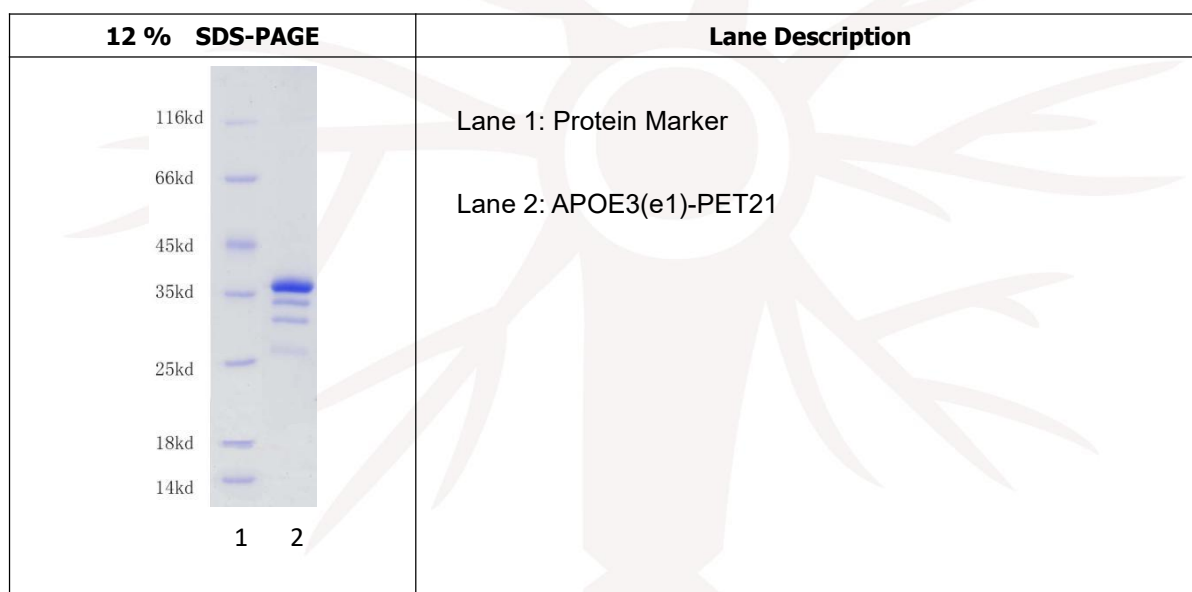 12 % SDS-PAGE
Lane Description
116kd
66kd
45kd
35kd
25kd
18kd
14kd
1 2
Lane 1: Protein Marker
Lane 2: APOE3(e1)-PET21